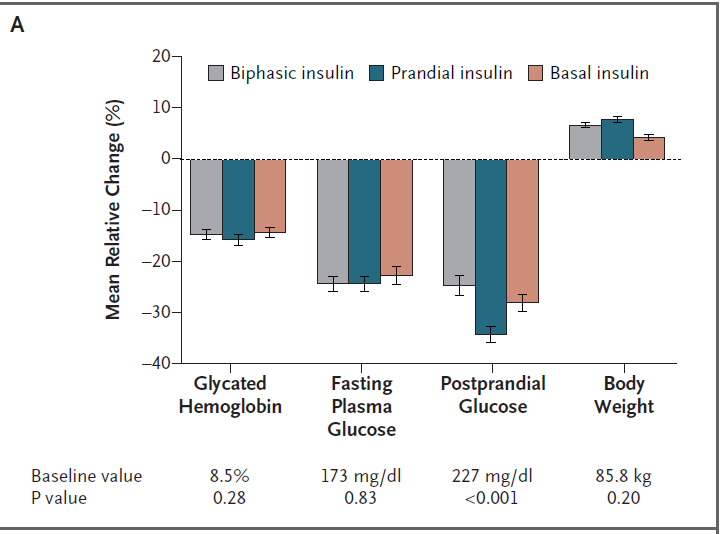 A
20
Biphasic insulin Prandial insulin Basal insulin
10
0
−10
−20
−30
−40
Mean Relative Change (%)
Glycated
Hemoglobin
Fasting
Plasma
Glucose
Postprandial
Glucose
Body
Weight
Baseline value 8.5% 173 mg/dl 227 mg/dl 85.8 kg
P value 0.28 0.83 <0.001 0.20